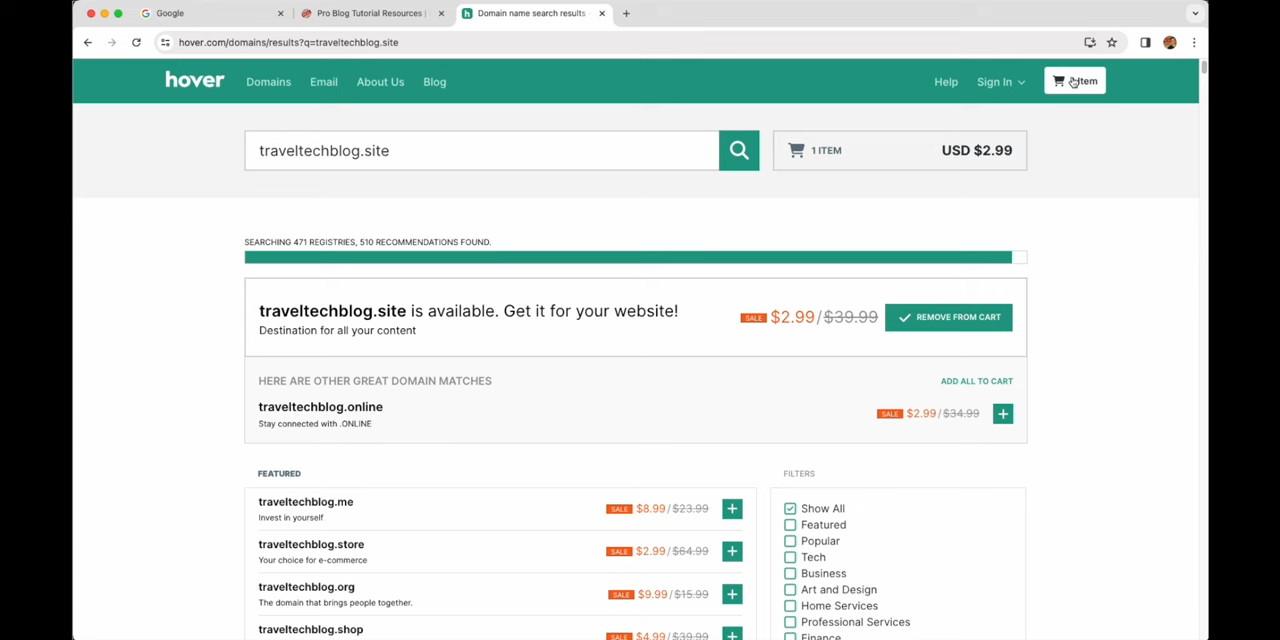 Google
Pro Blog Tutorial Resources |
Domain name search results
hover.com/domains/results?q=traveltechblog.site
hover Domains Email About Us Blog Help Sign In Item
traveltechblog.site
1 ITEM USD $2.99
SEARCHING 471 REGISTRIES, 510 RECOMMENDATIONS FOUND.
traveltechblog.site is available. Get it for your website!
Destination for all your content
SALE $2.99/$39.99 REMOVE FROM CART
HERE ARE OTHER GREAT DOMAIN MATCHES ADD ALL TO CART
traveltechblog.online
Stay connected with .ONLINE
SALE $2.99/$34.99
FEATURED
traveltechblog.me
Invest in yourself
SALE $8.99/$23.99
traveltechblog.store
Your choice for e-commerce
SALE $2.99/$64.99
traveltechblog.org
The domain that brings people together.
SALE $9.99/$15.99
traveltechblog.shop
SALE $4.99/$39.99
FILTERS
Show All
Featured
Popular
Tech
Business
Art and Design
Home Services
Professional Services
Finance